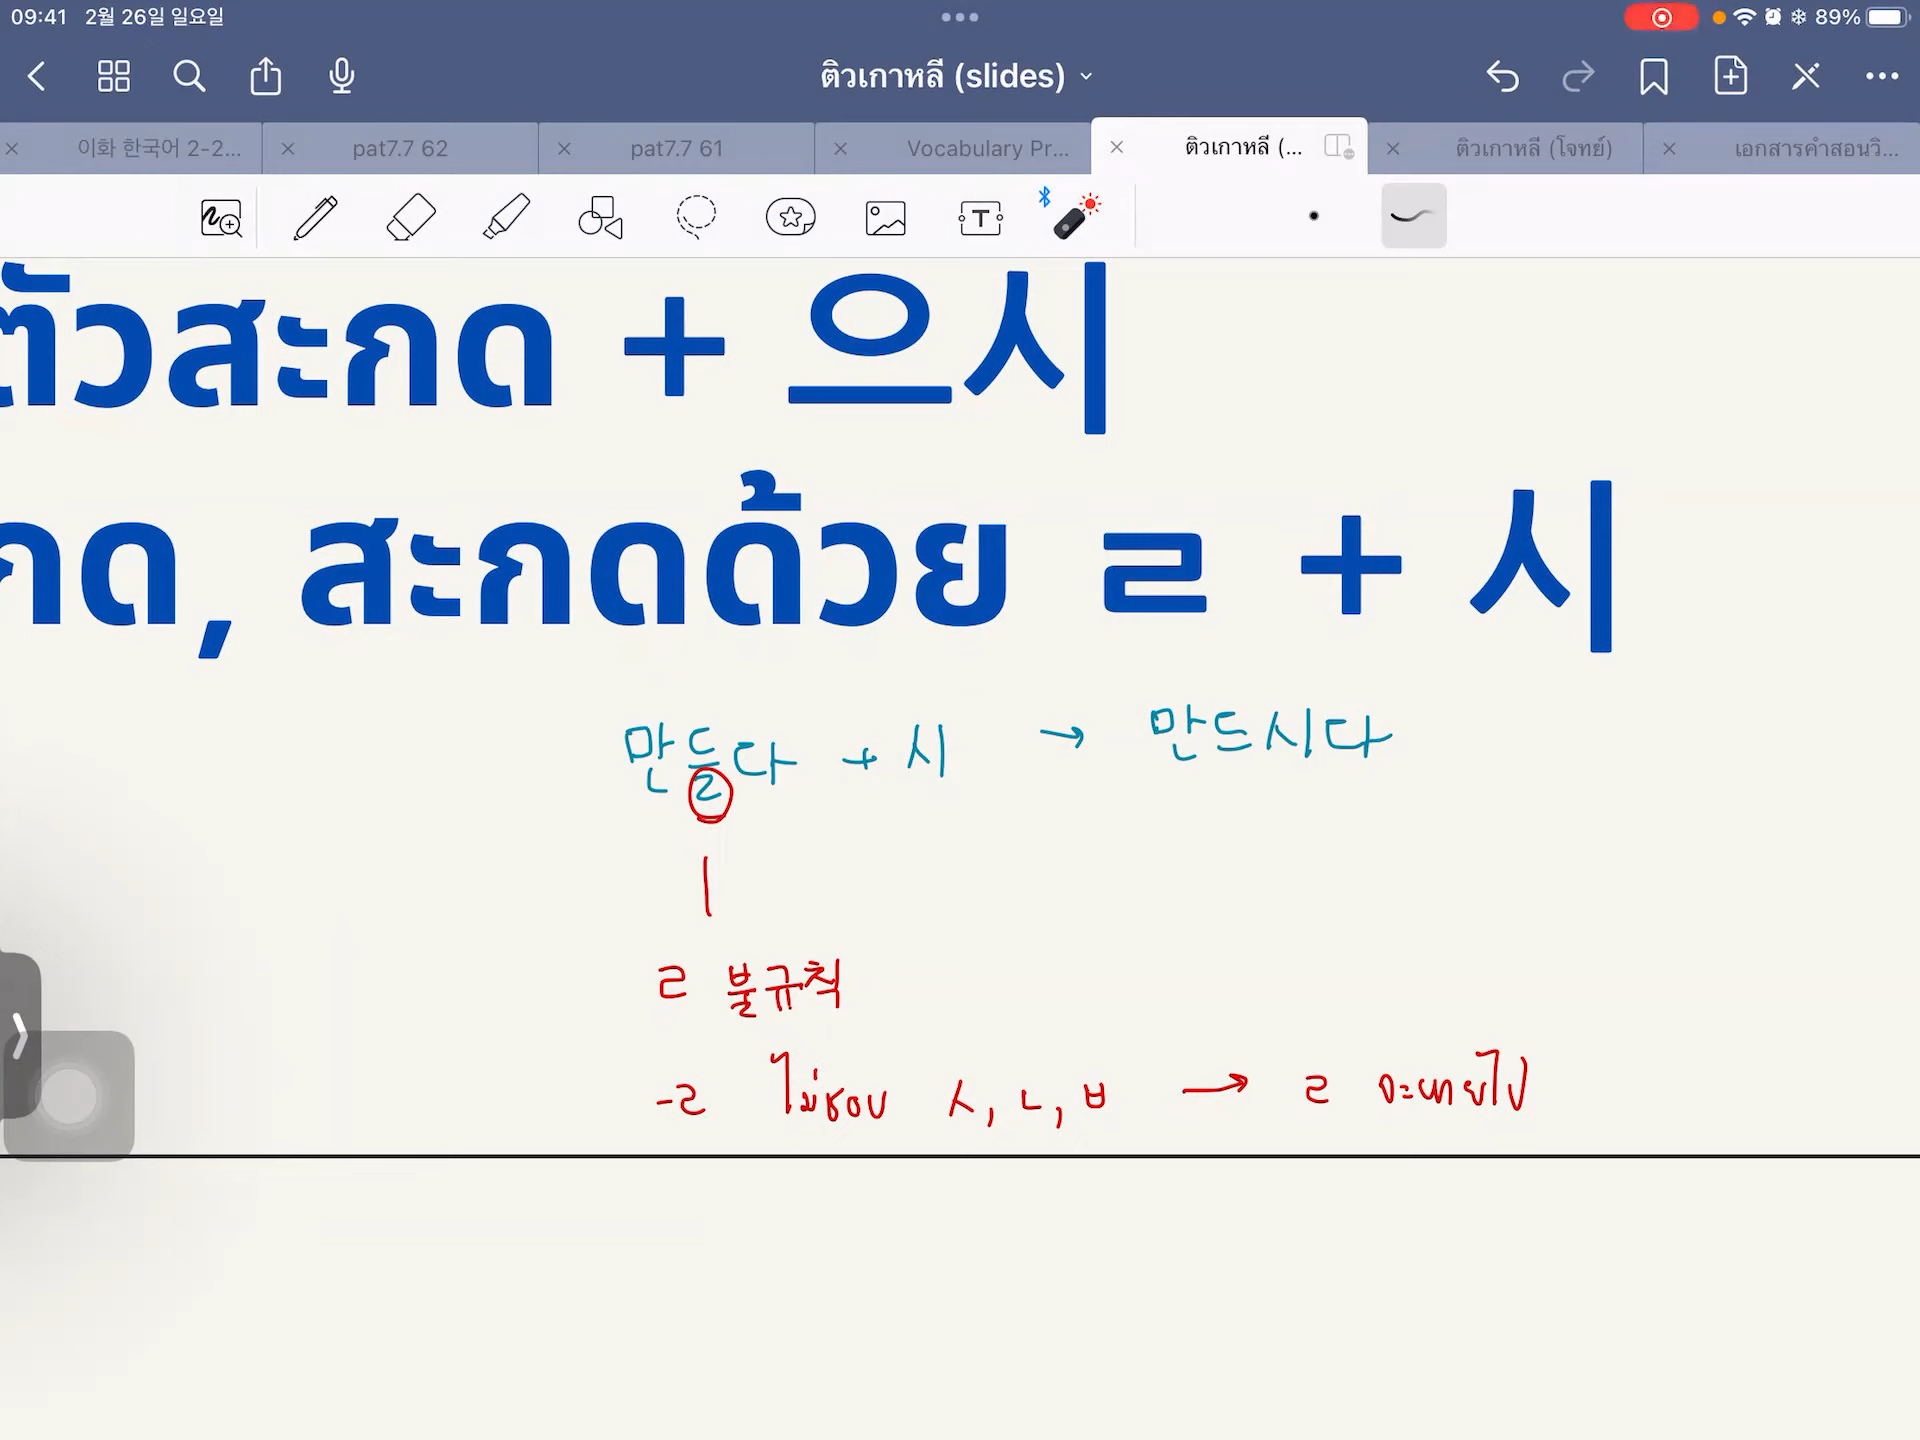 09:41 2월 26일 일요일 89%
ติวเกาหลี (slides)
이화 한국어 2-2... pat7.7 62 pat7.7 61 Vocabulary Pr... ติวเกาหลี (... ติวเกาหลี (โจทย์) เอกสารคำสอนวิ...
ตัวสะกด + 으시
กด, สะกดด้วย ㄹ + 시
만들다 + 시 → 만드시다
ㄹ 불규칙
-ㄹ ไม่ชอบ ㅅ, ㄴ, ㅂ → ㄹ จะหายไป